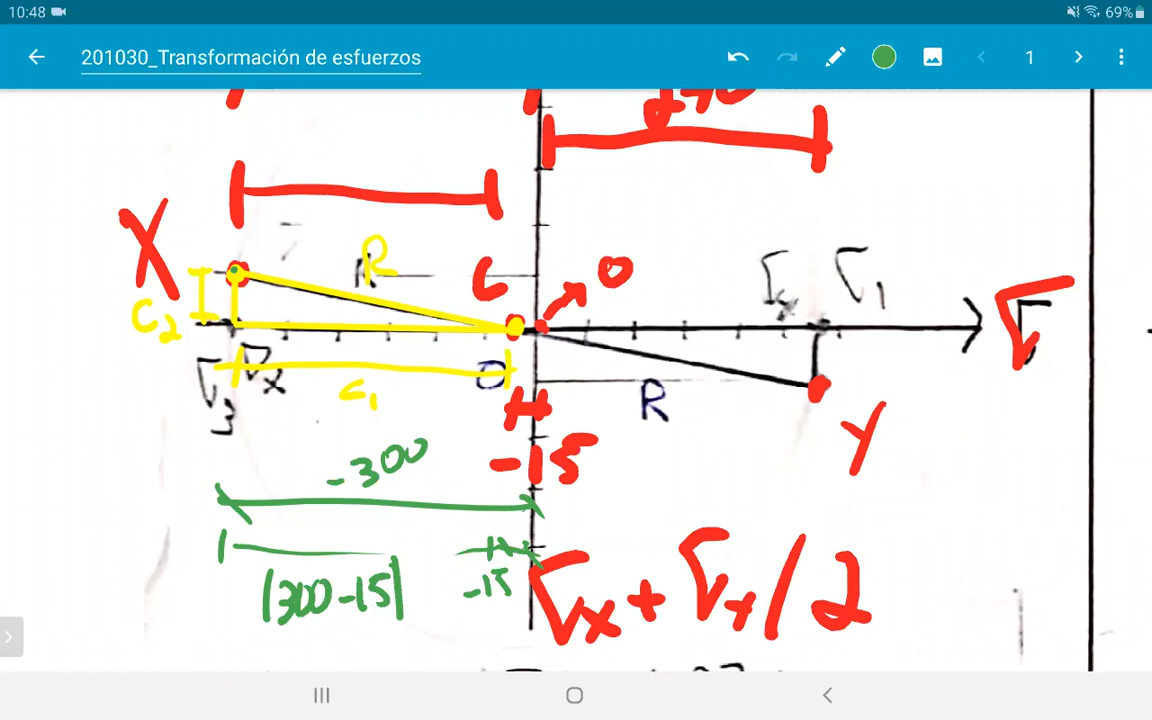 10:48 69%
201030_Transformación de esfuerzos 1
X R R C O σ₁ σ
C₂
σ₃ σx C₁ O R Y
-15
-300
|300-15| -15
σx + σx/2